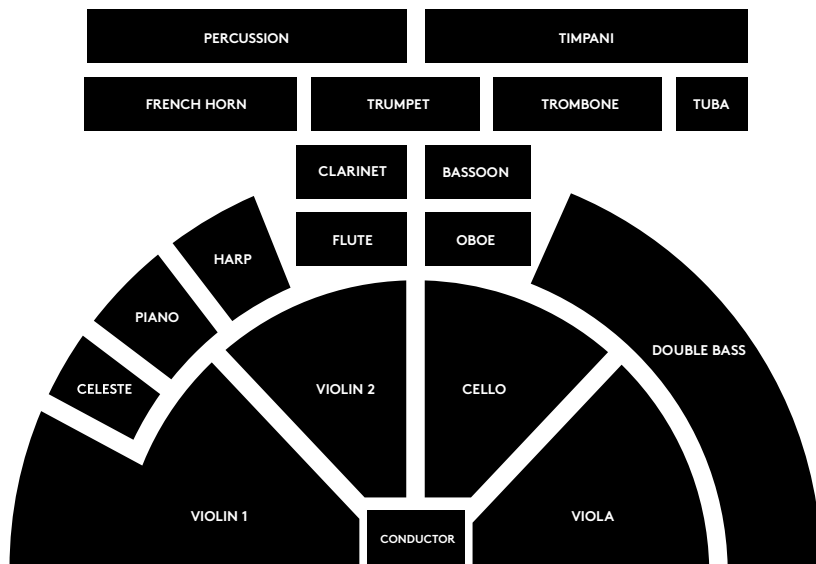 PERCUSSION
TIMPANI
FRENCH HORN
TRUMPET
TROMBONE
TUBA
CLARINET
BASSOON
FLUTE
OBOE
HARP
PIANO
CELESTE
VIOLIN 2
CELLO
DOUBLE BASS
VIOLIN 1
VIOLA
CONDUCTOR